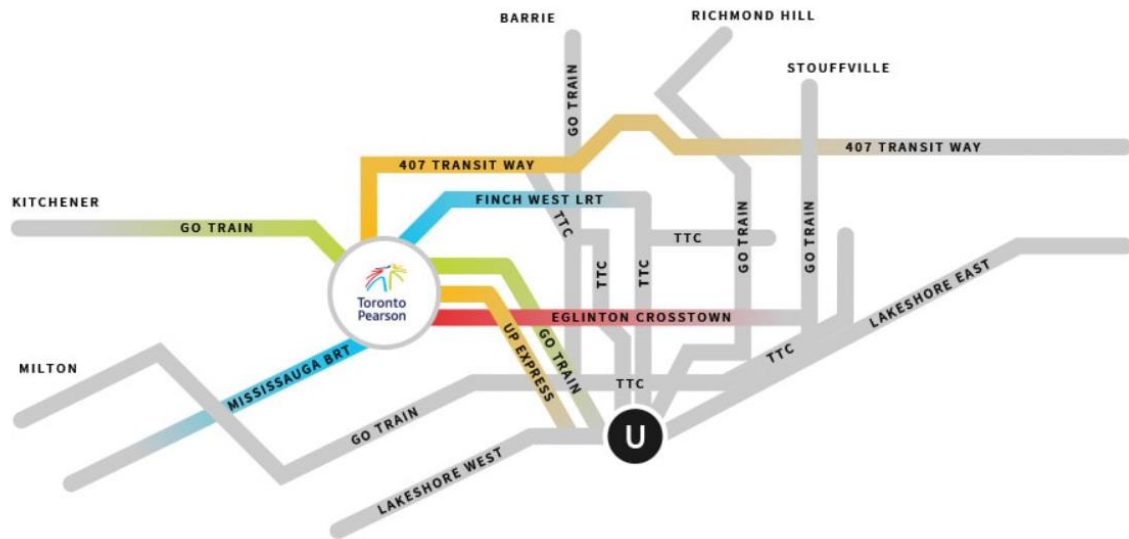 BARRIE
RICHMOND HILL
STOUFFVILLE
GO TRAIN
407 TRANSIT WAY
407 TRANSIT WAY
KITCHENER
GO TRAIN
FINCH WEST LRT
TTC
TTC
TTC
TTC
GO TRAIN
GO TRAIN
Toronto
Pearson
EGLINTON CROSSTOWN
LAKESHORE EAST
UP EXPRESS
GO TRAIN
MILTON
MISSISSAUGA BRT
TTC
TTC
GO TRAIN
U
LAKESHORE WEST